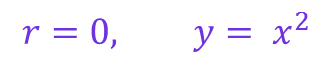 r = 0, y = x²